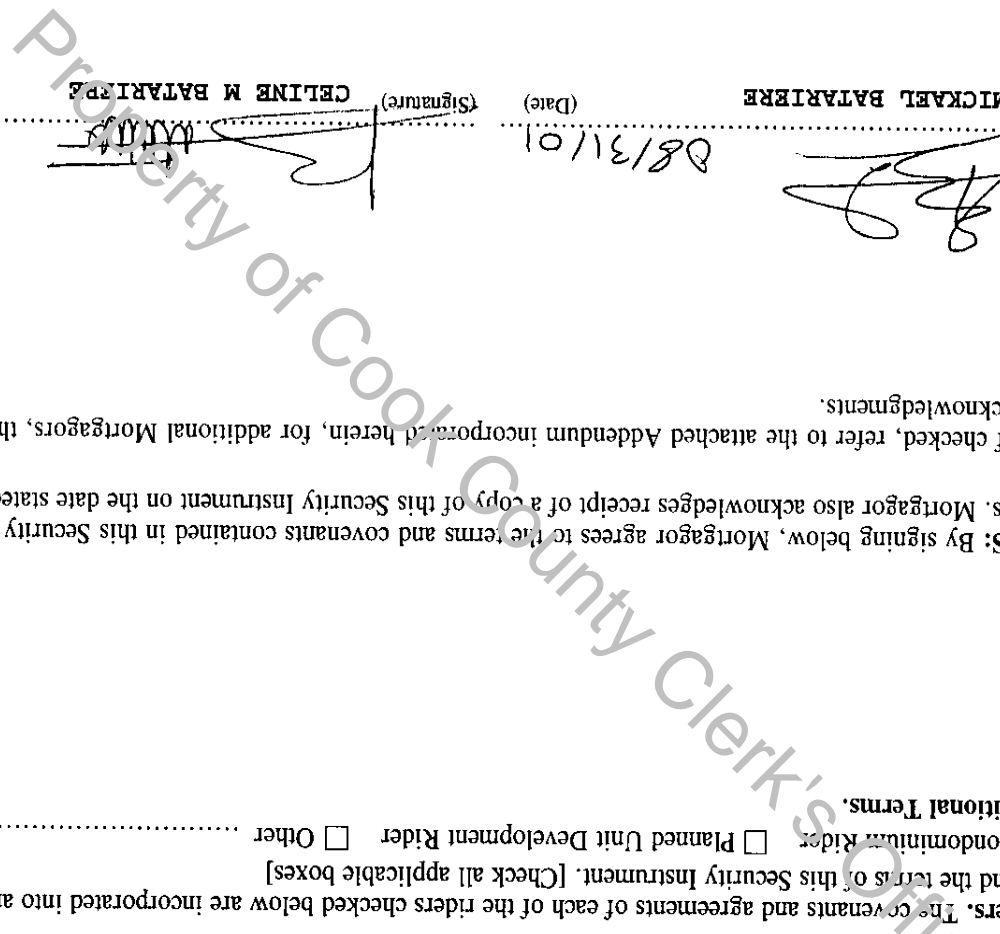 ers. The covenants and agreements of each of the riders checked below are incorporated into a
nd the terms of this Security Instrument. [Check all applicable boxes]
ondominium Rider ☐ Planned Unit Development Rider ☐ Other ........
itional Terms.
S: By signing below, Mortgagor agrees to the terms and covenants contained in this Security
s. Mortgagor also acknowledges receipt of a copy of this Security Instrument on the date state
f checked, refer to the attached Addendum incorporated herein, for additional Mortgagors, th
cknowledgments.
08/31/01
MICKAEL BATARIERE (Date) (Signature) CELINE M BATARIERE
Property of Cook County Clerk's Offi